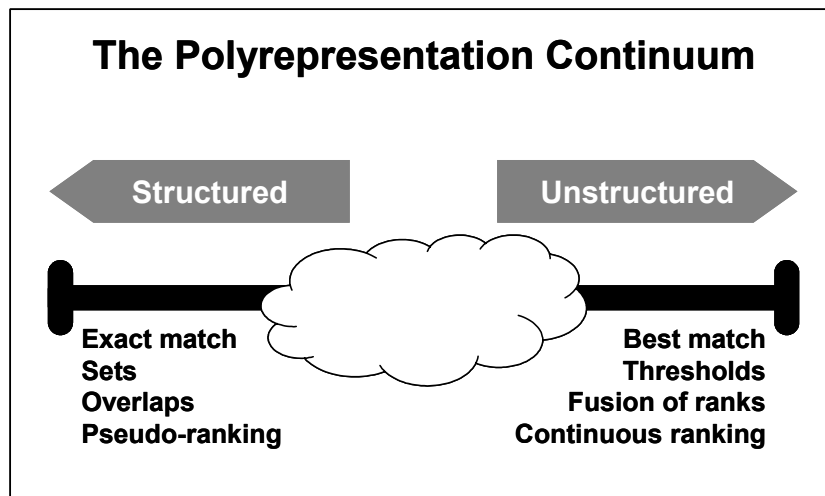 The Polyrepresentation Continuum
Structured
Unstructured
Exact match
Sets
Overlaps
Pseudo-ranking
Best match
Thresholds
Fusion of ranks
Continuous ranking